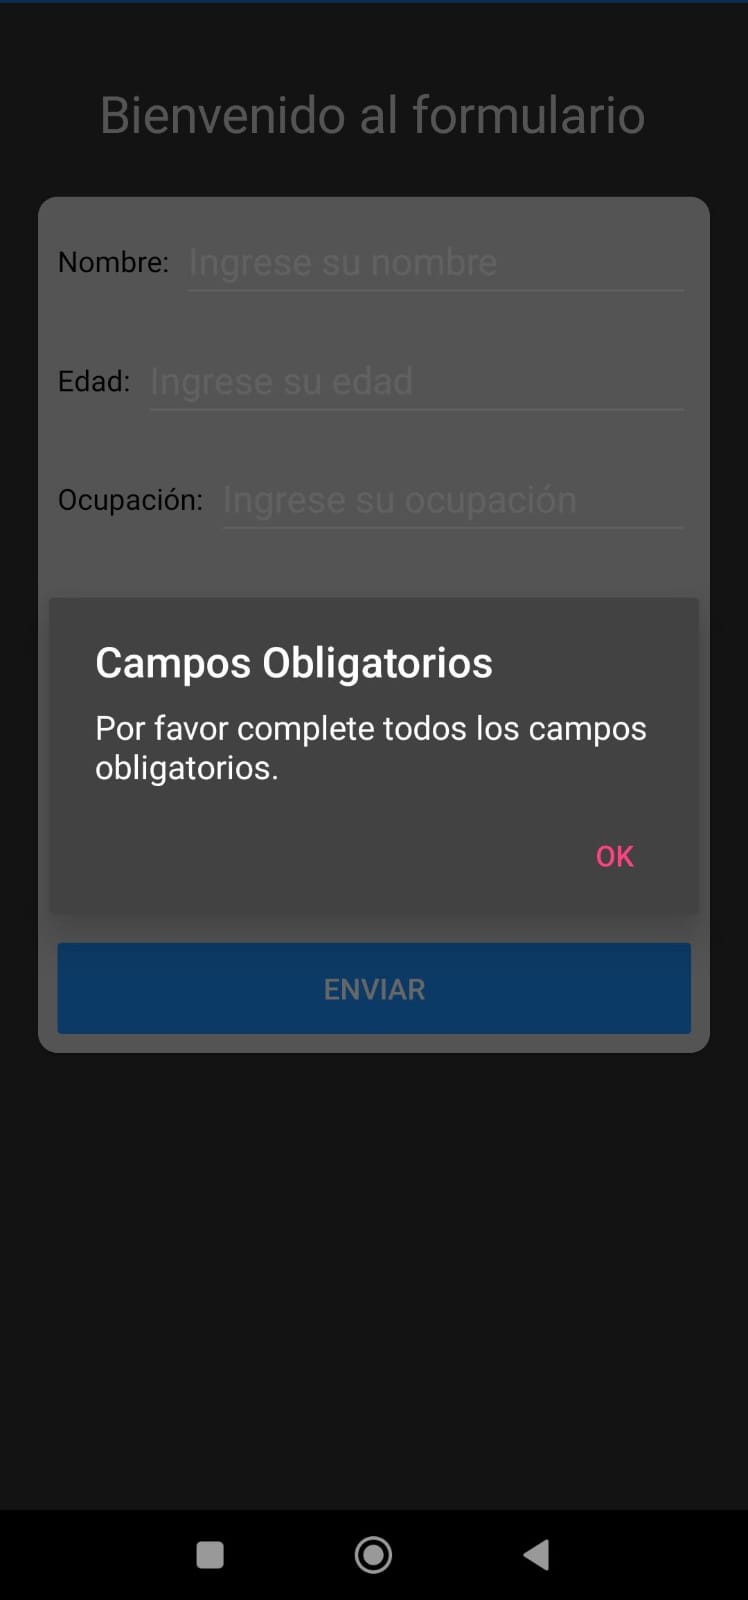 Bienvenido al formulario
Nombre: Ingrese su nombre
Edad: Ingrese su edad
Ocupación: Ingrese su ocupación
Campos Obligatorios
Por favor complete todos los campos
obligatorios.
OK
ENVIAR